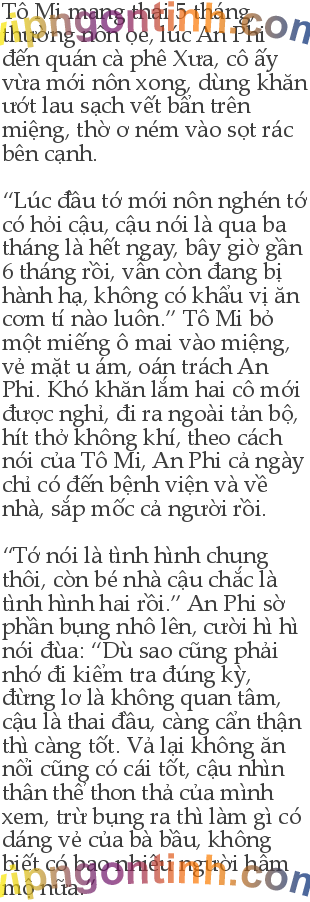 Tô Mi mang thai 5 tháng
thường nôn ọe, lúc An Phi
đến quán cà phê Xưa, cô ấy
vừa mới nôn xong, dùng khăn
ướt lau sạch vết bẩn trên
miệng, thờ ơ ném vào sọt rác
bên cạnh.
“Lúc đầu tớ mới nôn nghén tớ
có hỏi cậu, cậu nói là qua ba
tháng là hết ngay, bây giờ gần
6 tháng rồi, vẫn còn đang bị
hành hạ, không có khẩu vị ăn
cơm tí nào luôn.” Tô Mi bỏ
một miếng ô mai vào miệng,
vẻ mặt u ám, oán trách An
Phi. Khó khăn lắm hai cô mới
được nghỉ, đi ra ngoài tản bộ,
hít thở không khí, theo cách
nói của Tô Mi, An Phi cả ngày
chỉ có đến bệnh viện và về
nhà, sắp mốc cả người rồi.
“Tớ nói là tình hình chung
thôi, còn bé nhà cậu chắc là
tình hình hai rồi.” An Phi sờ
phần bụng nhô lên, cười hì hì
nói đùa: “Dù sao cũng phải
nhớ đi kiểm tra đúng kỳ,
đừng lơ là không quan tâm,
cậu là thai đầu, càng cẩn thận
thì càng tốt. Vả lại không ăn
nổi cũng có cái tốt, cậu nhìn
thân thể thon thả của mình
xem, trừ bụng ra thì làm gì có
dáng vẻ của bà bầu, không
biết có bao nhiêu người hâm
mộ nữa.”
vipngontinh.com
vipngontinh.com